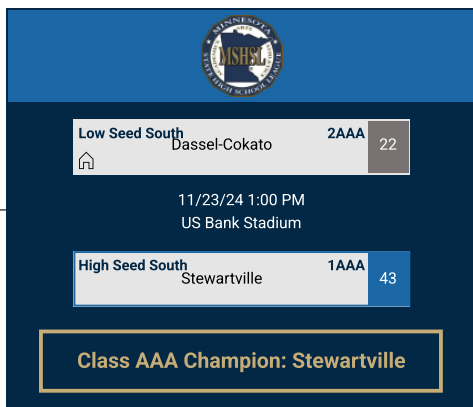 MINNESOTA
MSHSL
STATE HIGH SCHOOL LEAGUE
Low Seed South 2AAA
Dassel-Cokato 22
11/23/24 1:00 PM
US Bank Stadium
High Seed South 1AAA
Stewartville 43
Class AAA Champion: Stewartville